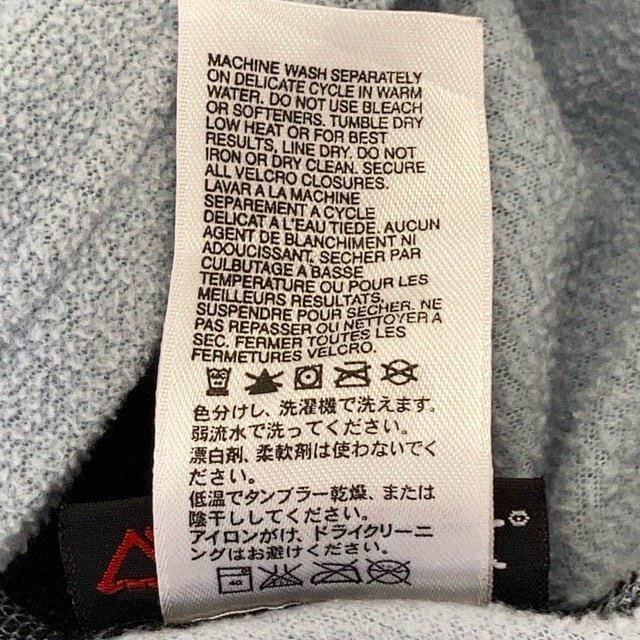 MACHINE WASH SEPARATELY
ON DELICATE CYCLE IN WARM
WATER. DO NOT USE BLEACH
OR SOFTENERS. TUMBLE DRY
LOW HEAT OR FOR BEST
RESULTS, LINE DRY. DO NOT
IRON OR DRY CLEAN. SECURE
ALL VELCRO CLOSURES.
LAVAR A LA MACHINE
SEPAREMENT A CYCLE
DELICAT A L'EAU TIEDE. AUCUN
AGENT DE BLANCHIMENT NI
ADOUCISSANT. SECHER PAR
CULBUTAGE A BASSE
TEMPERATURE OU POUR LES
MEILLEURS RESULTATS,
SUSPENDRE POUR SECHER. NE
PAS REPASSER OU NETTOYER A
SEC. FERMER TOUTES LES
FERMETURES VELCRO.
色分けし、洗濯機で洗えます。
弱流水で洗ってください。
漂白剤、柔軟剤は使わないでく
ださい。
低温でタンブラー乾燥、または
陰干ししてください。
アイロンがけ、ドライクリーニ
ングはお避けください。